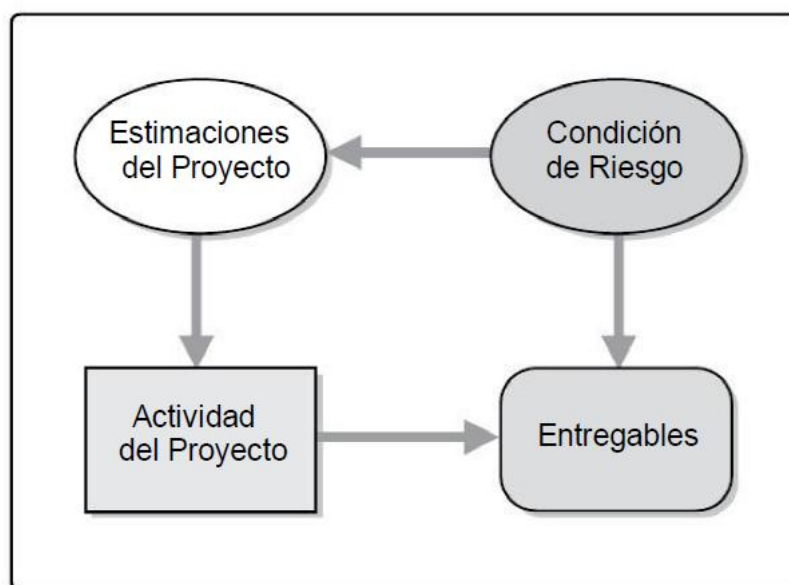 Estimaciones
del Proyecto
Condición
de Riesgo
Actividad
del Proyecto
Entregables